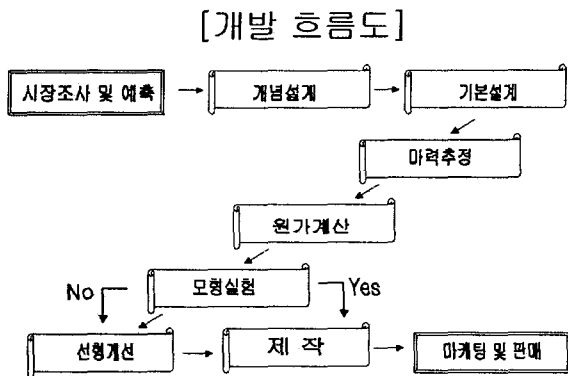 [개발 흐름도]
시장조사 및 예측
개념설계
기본설계
마력추정
원가계산
모형실험
No
Yes
선형개선
제 작
마케팅 및 판매